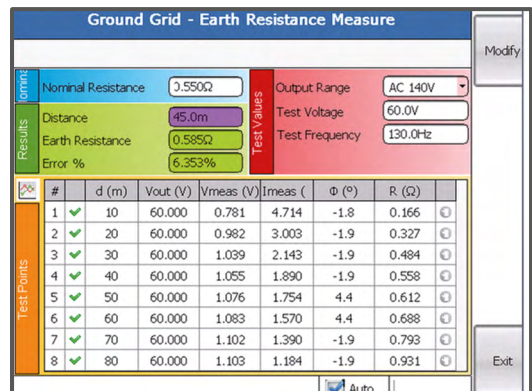 Ground Grid - Earth Resistance Measure
Modify
Nominal Resistance 0.550Ω
Output Range AC 140V
Results
Distance 45.0m
Test Values
Test Voltage 60.0V
Earth Resistance 0.585Ω
Test Frequency 130.0Hz
Error % 6.353%
# d (m) Vout (V) Vmeas (V) Imeas ( Φ (º) R (Ω)
Test Points
1 10 60.000 0.781 4.714 -1.8 0.166
2 20 60.000 0.982 3.003 -1.9 0.327
3 30 60.000 1.039 2.143 -1.9 0.484
4 40 60.000 1.055 1.890 -1.9 0.558
5 50 60.000 1.076 1.754 4.4 0.612
6 60 60.000 1.083 1.570 4.4 0.688
7 70 60.000 1.102 1.390 -1.9 0.793
8 80 60.000 1.103 1.184 -1.9 0.931
Exit
Auto